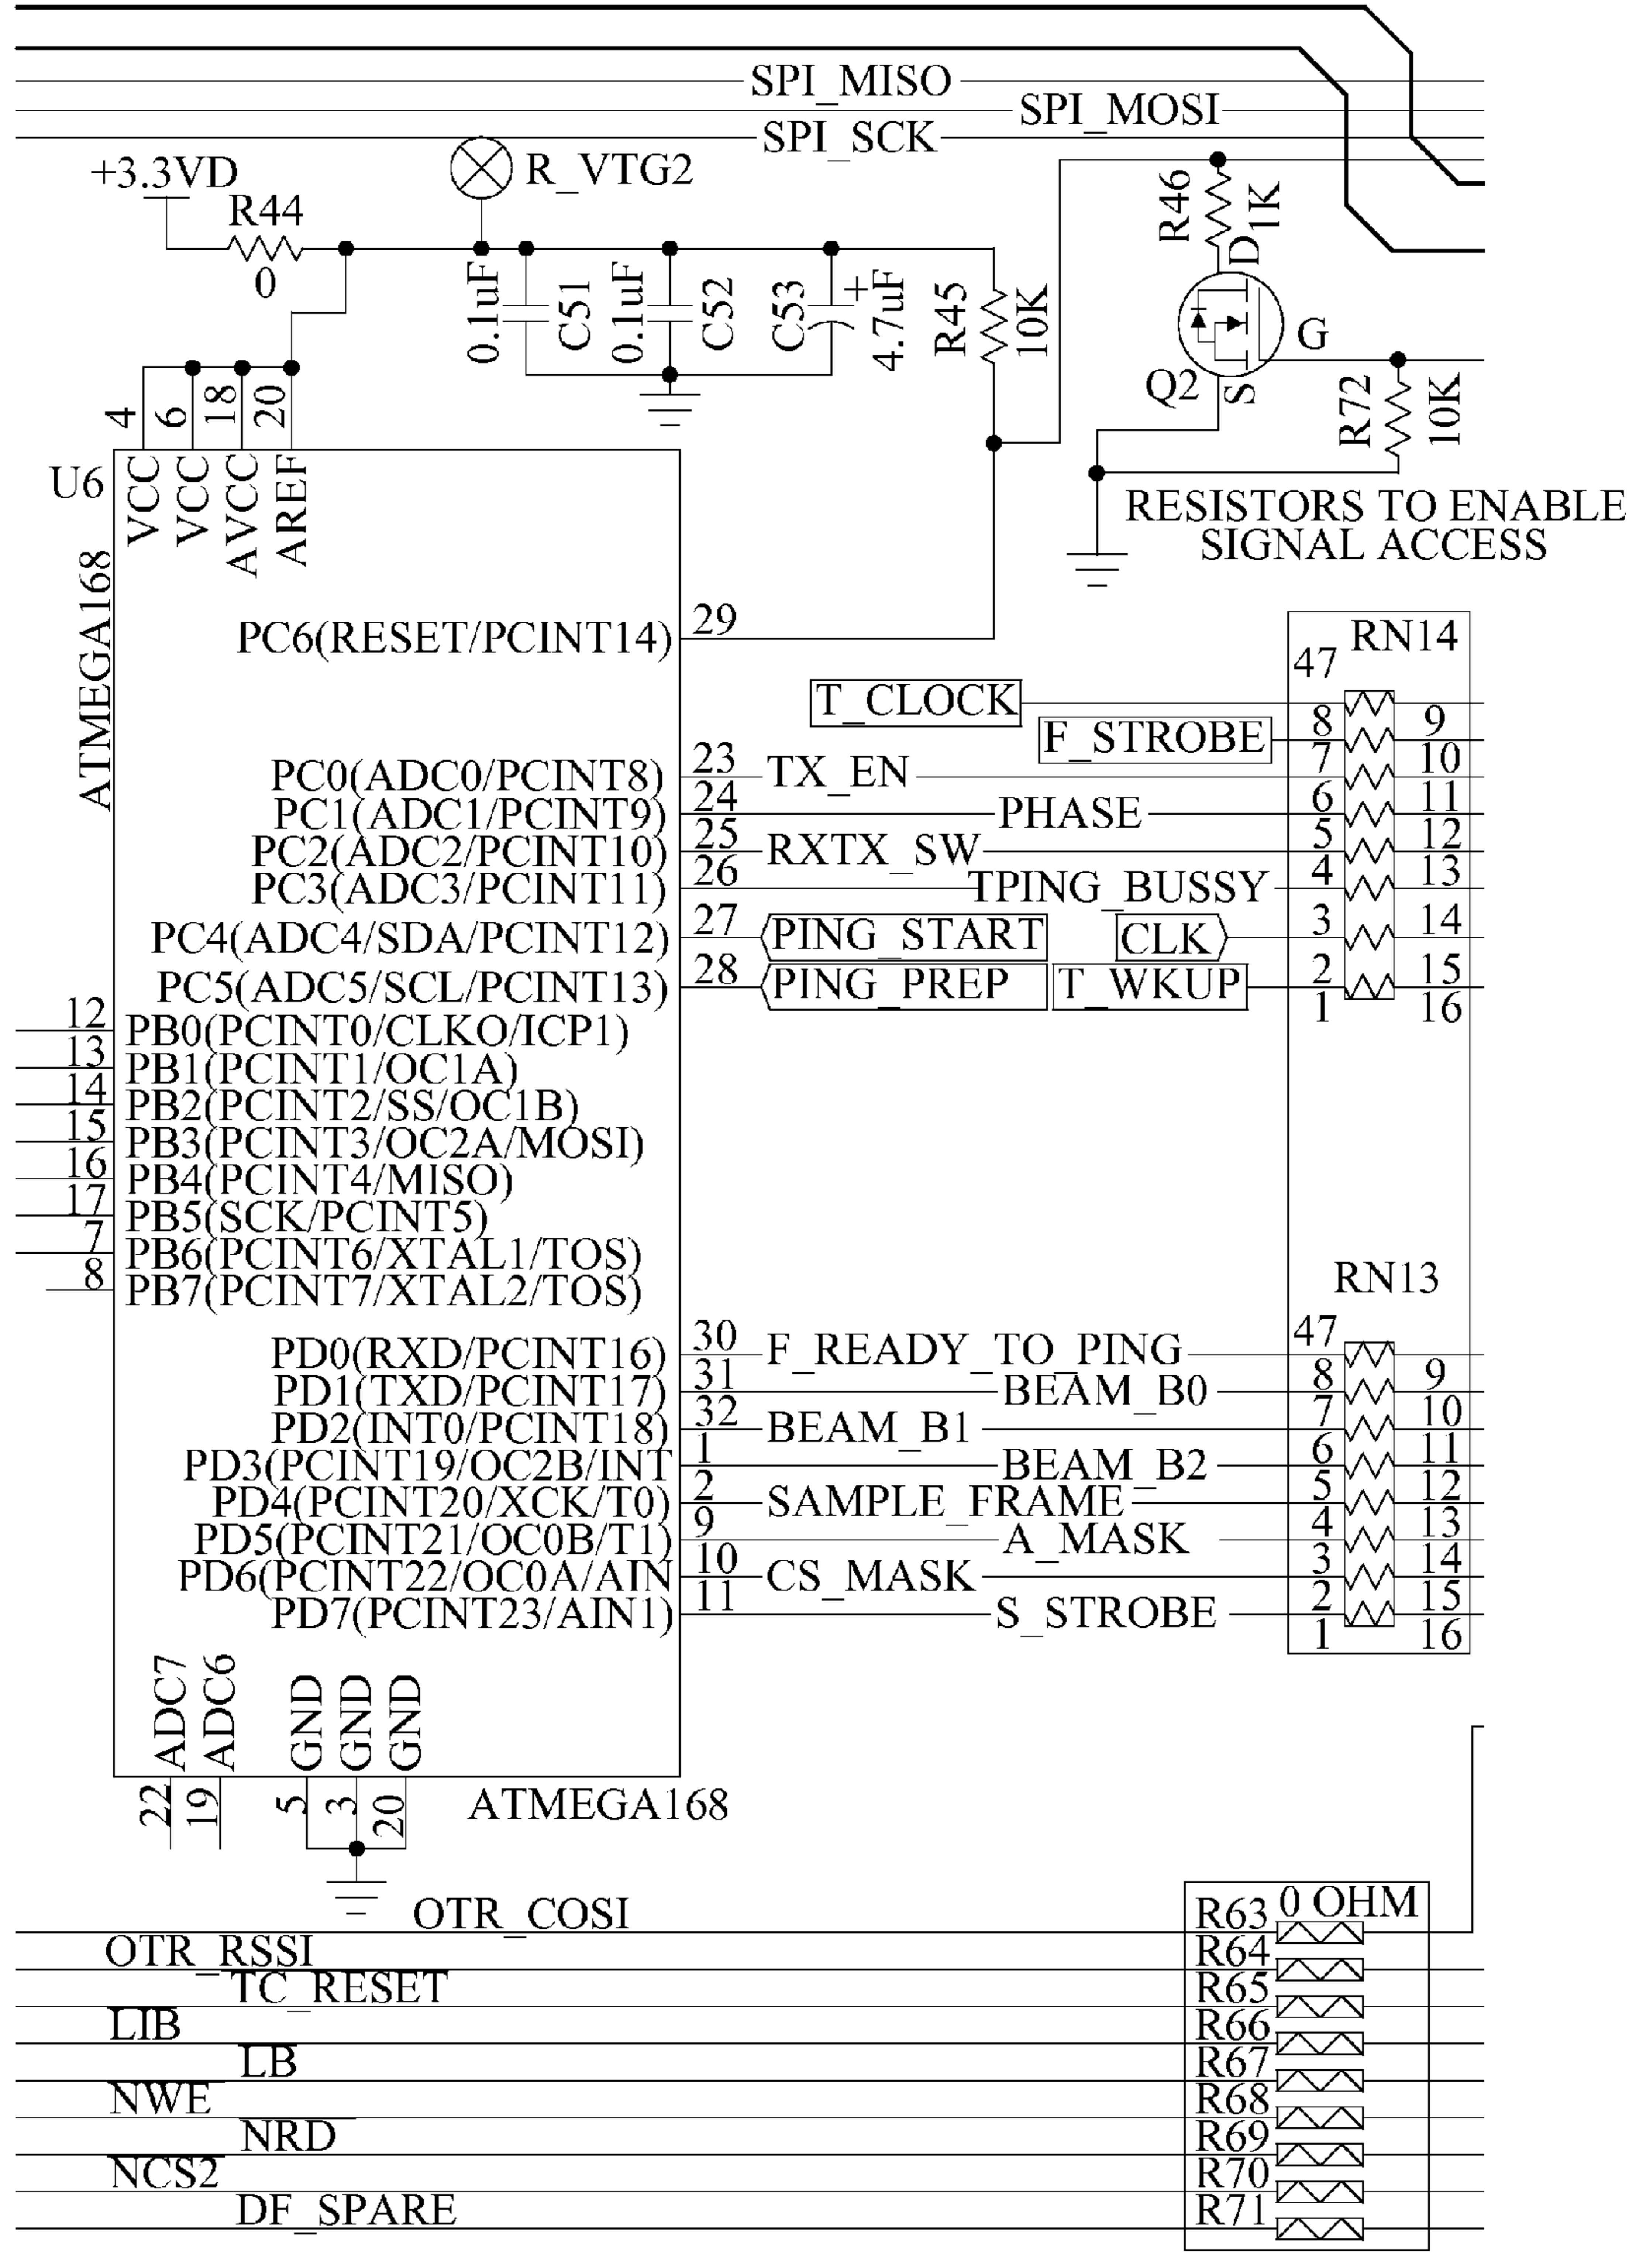 SPI_MISO
SPI_MOSI
SPI_SCK
+3.3VD
R_VTG2
R44
0
0.1uF
C51
0.1uF
C52
C53
+
4.7uF
R45
10K
R46
1K
D
G
Q2
S
R72
10K
RESISTORS TO ENABLE
SIGNAL ACCESS
4
6
18
20
U6
VCC
VCC
AVCC
AREF
ATMEGA168
PC6(RESET/PCINT14)
29
RN14
47
T_CLOCK
8
9
F_STROBE
7
10
PC0(ADC0/PCINT8)
23
TX_EN
6
11
PC1(ADC1/PCINT9)
24
PHASE
5
12
PC2(ADC2/PCINT10)
25
RXTX_SW
4
13
PC3(ADC3/PCINT11)
26
TPING_BUSSY
3
14
PC4(ADC4/SDA/PCINT12)
27
PING_START
CLK
2
15
PC5(ADC5/SCL/PCINT13)
28
PING_PREP
T_WKUP
1
16
12
PB0(PCINT0/CLKO/ICP1)
13
PB1(PCINT1/OC1A)
14
PB2(PCINT2/SS/OC1B)
15
PB3(PCINT3/OC2A/MOSI)
16
PB4(PCINT4/MISO)
17
PB5(SCK/PCINT5)
7
PB6(PCINT6/XTAL1/TOS)
8
PB7(PCINT7/XTAL2/TOS)
RN13
47
PD0(RXD/PCINT16)
30
F_READY_TO_PING
8
9
PD1(TXD/PCINT17)
31
BEAM_B0
7
10
PD2(INT0/PCINT18)
32
BEAM_B1
6
11
PD3(PCINT19/OC2B/INT
1
BEAM_B2
5
12
PD4(PCINT20/XCK/T0)
2
SAMPLE_FRAME
4
13
PD5(PCINT21/OC0B/T1)
9
A_MASK
3
14
PD6(PCINT22/OC0A/AIN
10
CS_MASK
2
15
PD7(PCINT23/AIN1)
11
S_STROBE
1
16
ADC7
ADC6
GND
GND
GND
22
19
5
3
20
ATMEGA168
0 OHM
OTR_COSI
R63
OTR_RSSI
R64
TC_RESET
R65
LIB
R66
LB
R67
NWE
R68
NRD
R69
NCS2
R70
DF_SPARE
R71